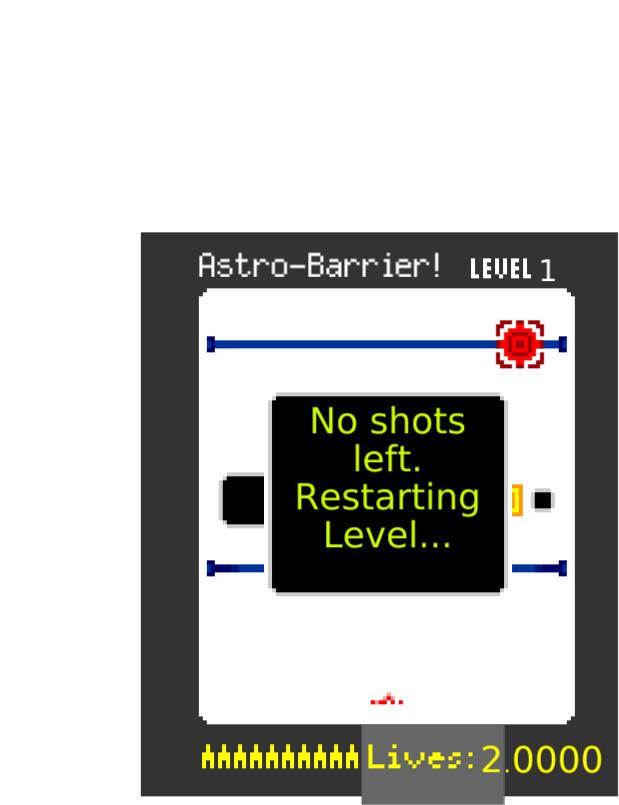 Astro-Barrier! LEVEL 1
No shots
left.
Restarting
Level...
Lives:2.0000